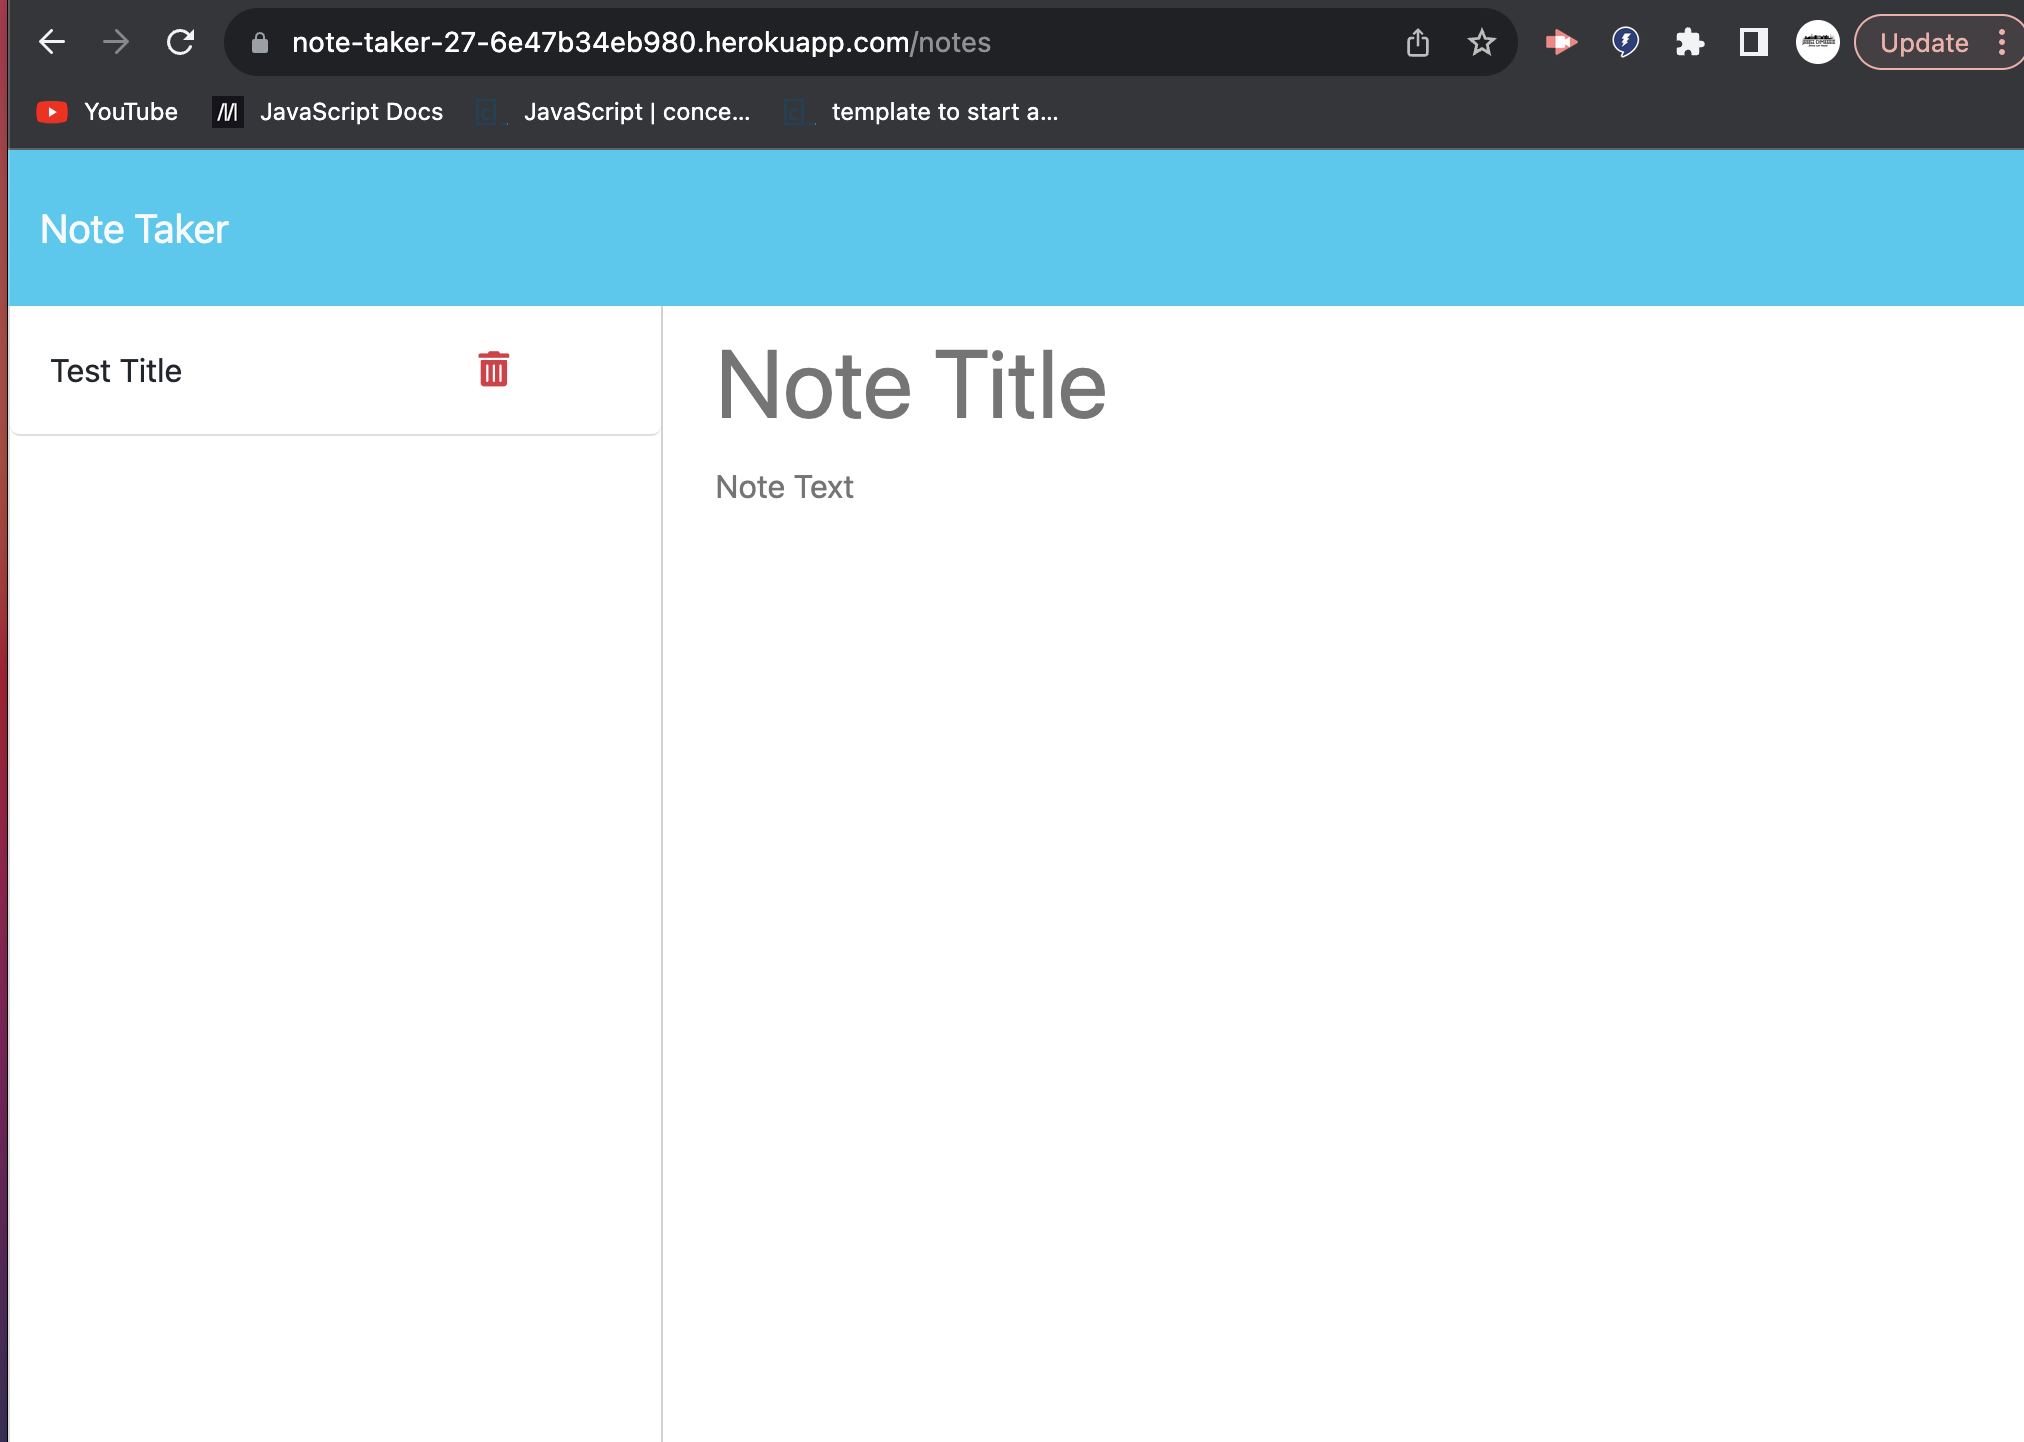 note-taker-27-6e47b34eb980.herokuapp.com/notes
Update
YouTube JavaScript Docs JavaScript | conce... template to start a...
Note Taker
Test Title
Note Title
Note Text